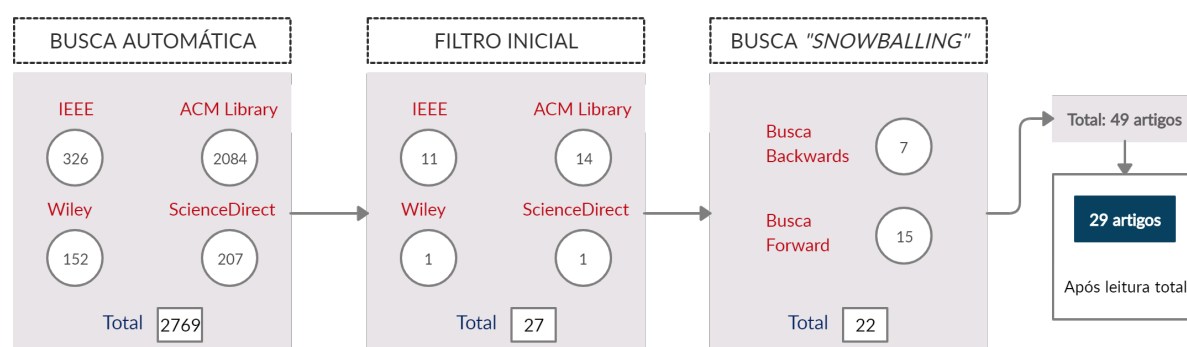 BUSCA AUTOMÁTICA
IEEE
ACM Library
326
2084
Wiley
ScienceDirect
152
207
Total 2769
FILTRO INICIAL
IEEE
ACM Library
11
14
Wiley
ScienceDirect
1
1
Total 27
BUSCA "SNOWBALLING"
Busca
Backwards
7
Busca
Forward
15
Total 22
Total: 49 artigos
29 artigos
Após leitura total